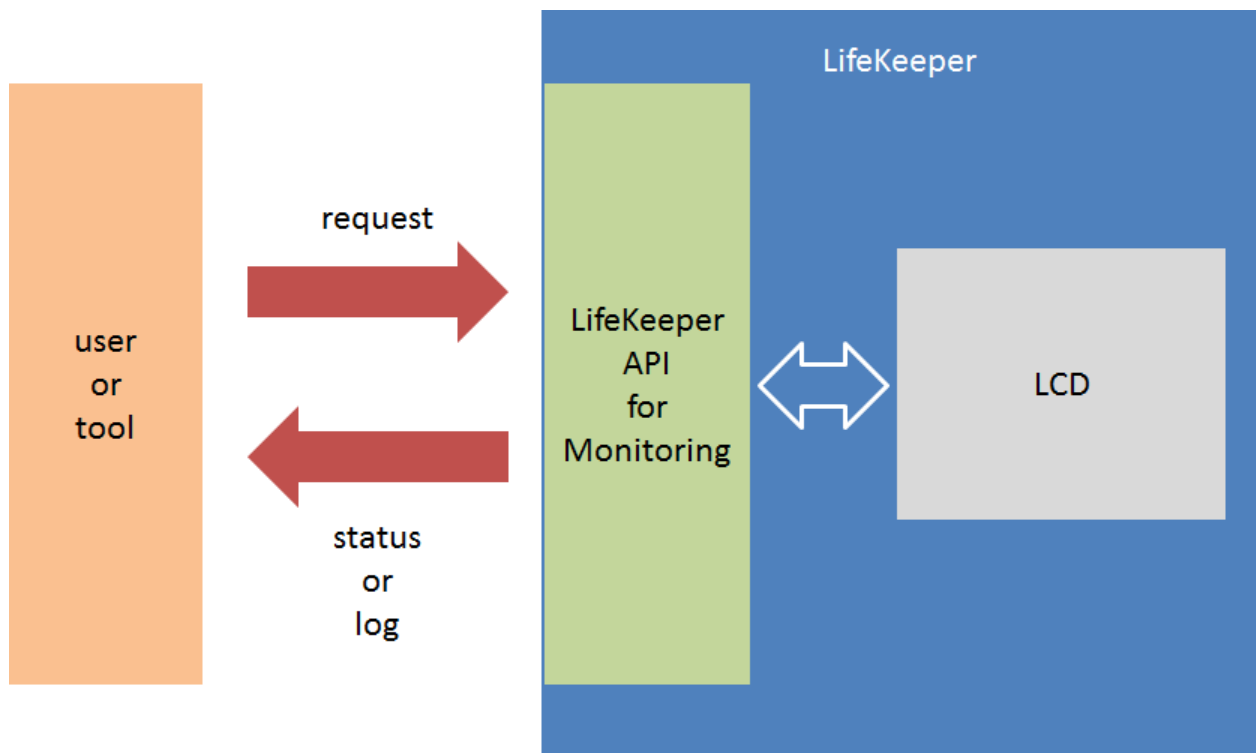 LifeKeeper
user
or
tool
request
status
or
log
LifeKeeper
API
for
Monitoring
LCD